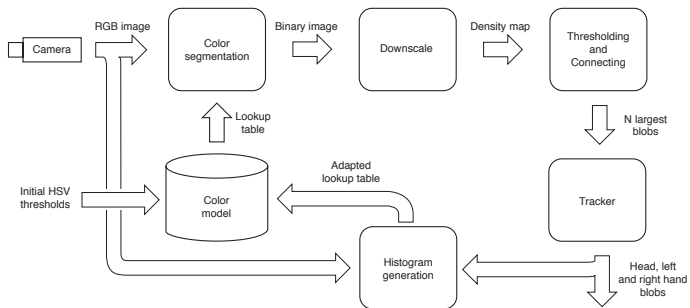 RGB image
Binary image
Density map
Camera
Color
segmentation
Downscale
Thresholding
and
Connecting
Lookup
table
N largest
blobs
Initial HSV
thresholds
Color
model
Adapted
lookup table
Tracker
Histogram
generation
Head, left
and right hand
blobs